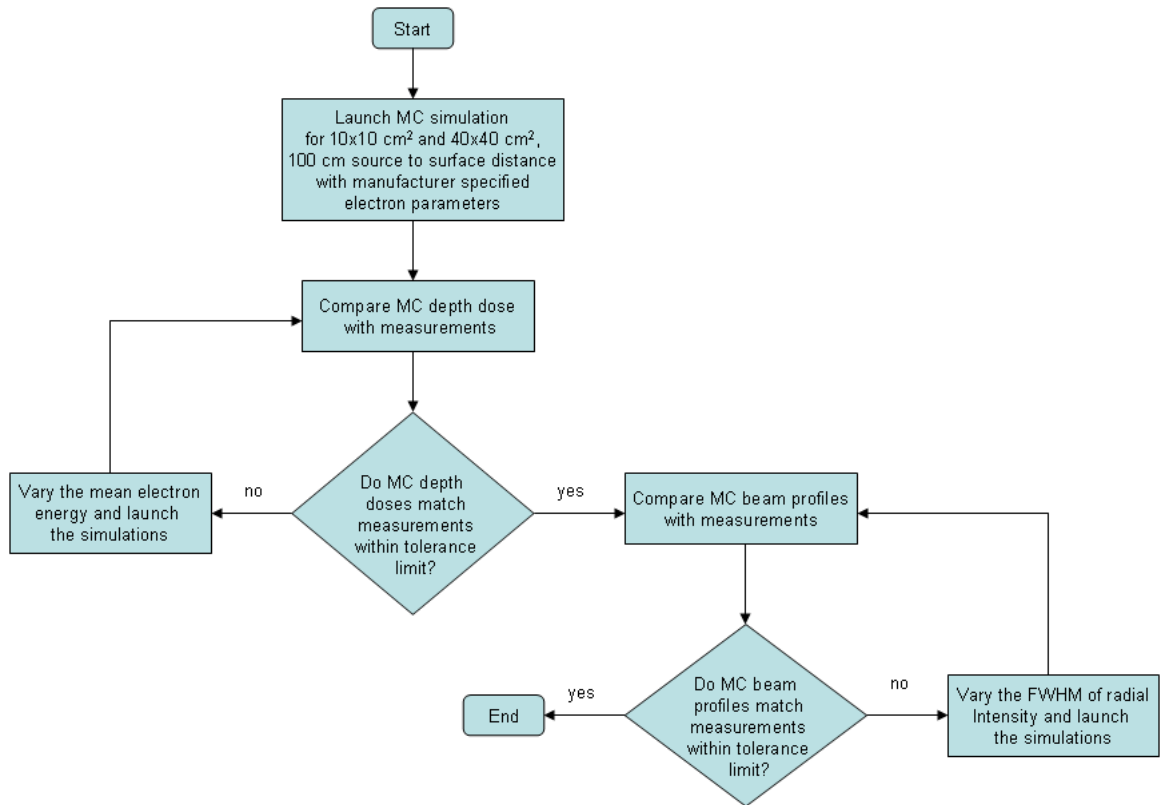 Start
Launch MC simulation
for 10x10 cm² and 40x40 cm²,
100 cm source to surface distance
with manufacturer specified
electron parameters
Compare MC depth dose
with measurements
Do MC depth
doses match
measurements
within tolerance
limit?
no
Vary the mean electron
energy and launch
the simulations
yes
Compare MC beam profiles
with measurements
Do MC beam
profiles match
measurements
within tolerance
limit?
yes
End
no
Vary the FWHM of radial
Intensity and launch
the simulations